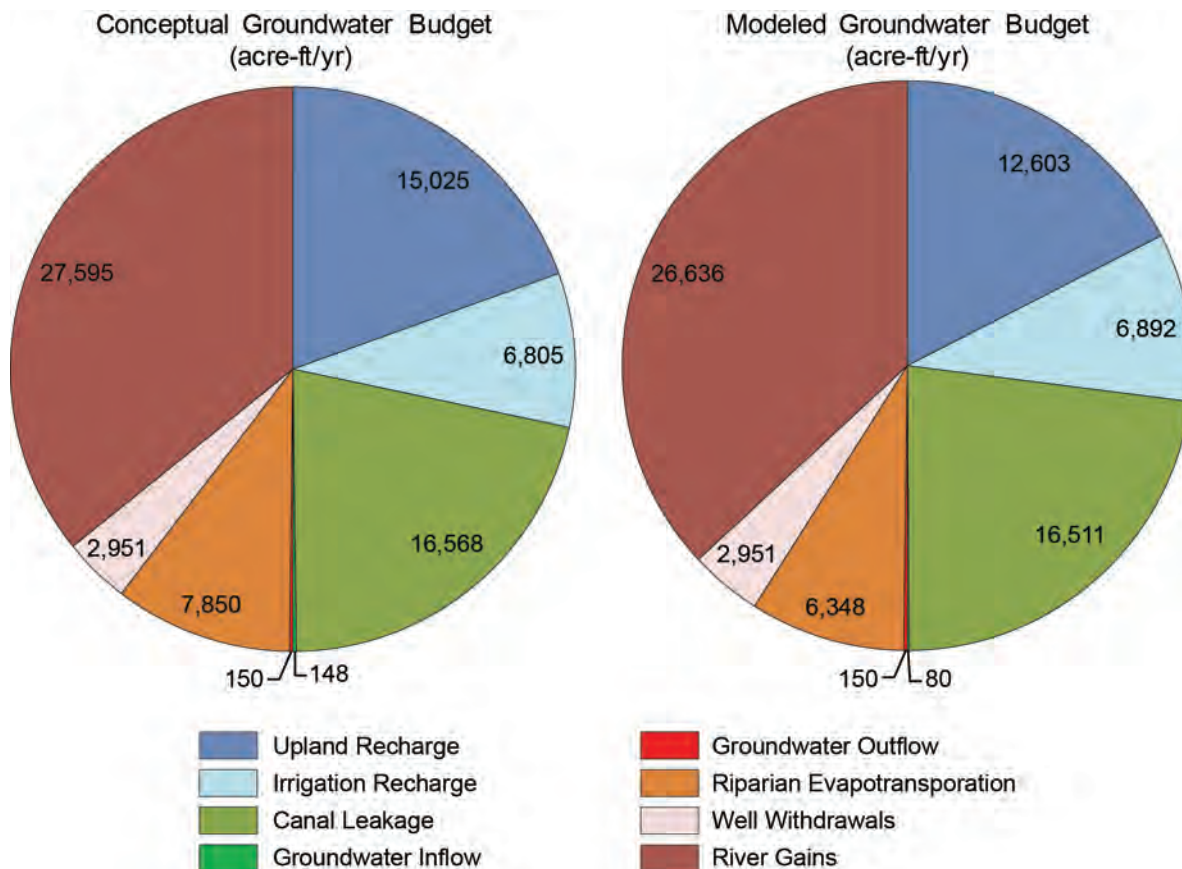 Conceptual Groundwater Budget
(acre-ft/yr)
15,025
6,805
16,568
148
150
7,850
2,951
27,595
Modeled Groundwater Budget
(acre-ft/yr)
12,603
6,892
16,511
80
150
6,348
2,951
26,636
Upland Recharge
Irrigation Recharge
Canal Leakage
Groundwater Inflow
Groundwater Outflow
Riparian Evapotransporation
Well Withdrawals
River Gains